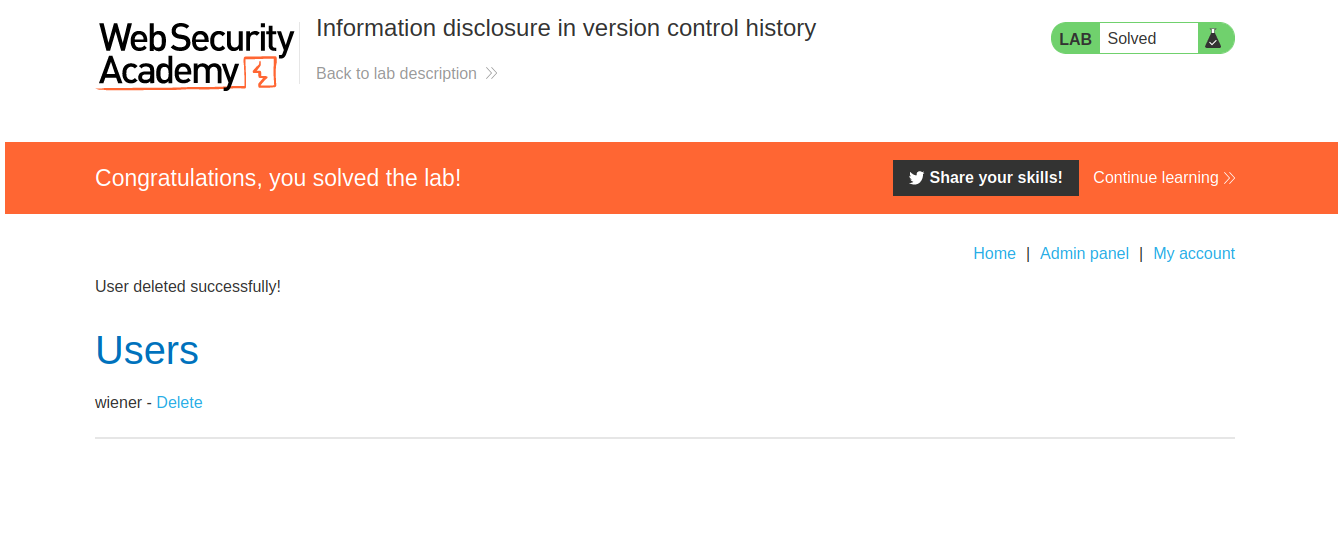 Web Security
Academy
Information disclosure in version control history
Back to lab description
LAB Solved
Congratulations, you solved the lab!
Share your skills!
Continue learning
Home | Admin panel | My account
User deleted successfully!
Users
wiener - Delete